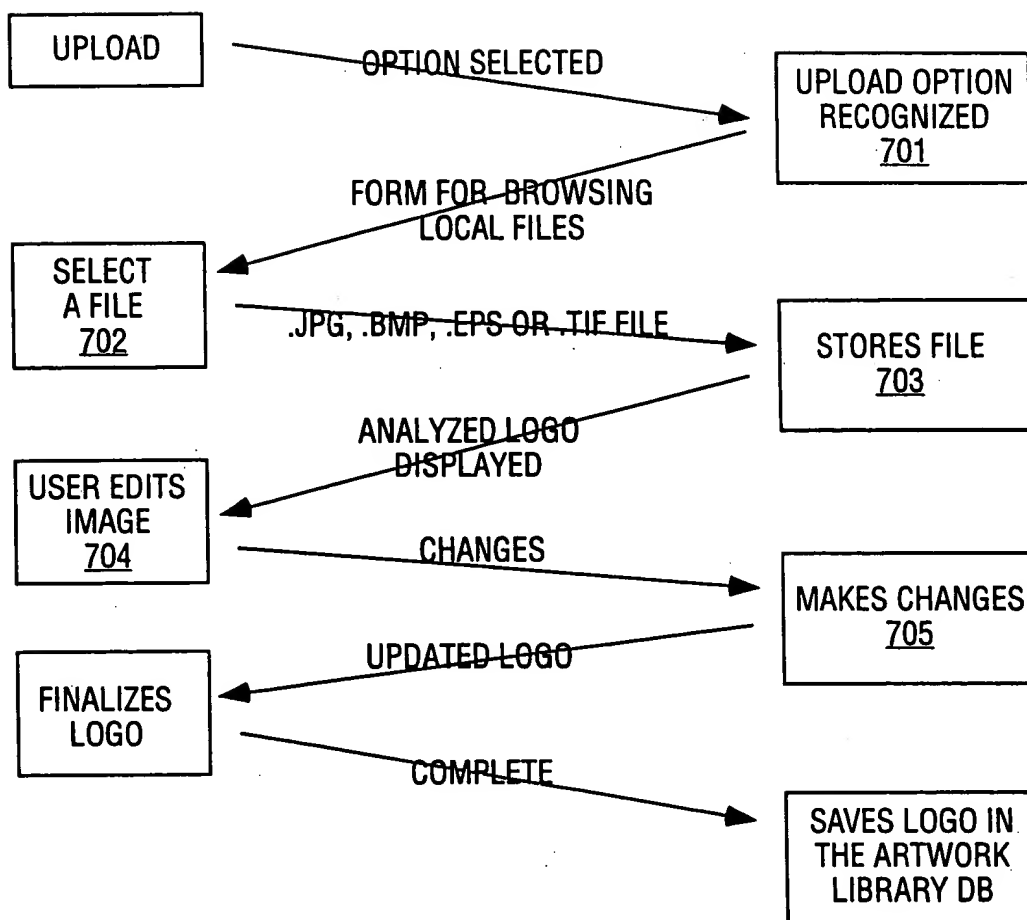 UPLOAD
OPTION SELECTED
UPLOAD OPTION
RECOGNIZED
701
FORM FOR BROWSING
LOCAL FILES
SELECT
A FILE
702
.JPG, .BMP, .EPS OR .TIF FILE
STORES FILE
703
ANALYZED LOGO
DISPLAYED
USER EDITS
IMAGE
704
CHANGES
MAKES CHANGES
705
UPDATED LOGO
FINALIZES
LOGO
COMPLETE
SAVES LOGO IN
THE ARTWORK
LIBRARY DB